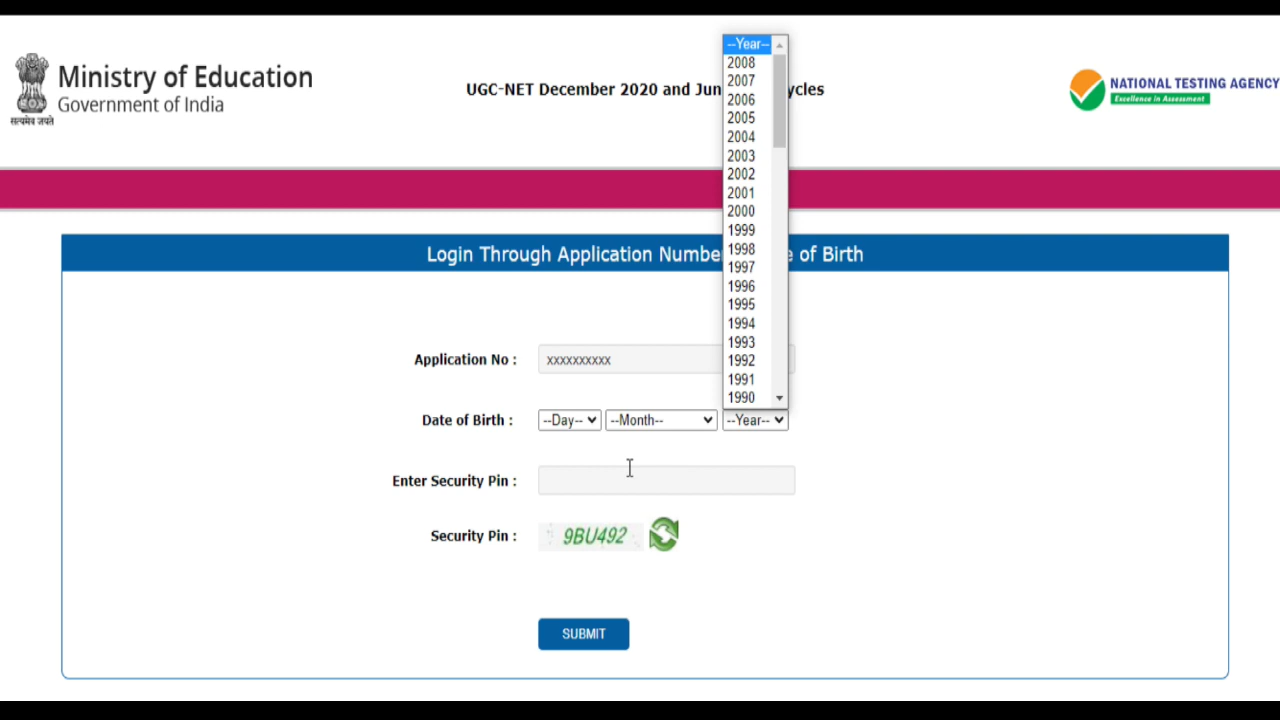 Ministry of Education
Government of India
सत्यमेव जयते
UGC-NET December 2020 and Jun ycles
NATIONAL TESTING AGENCY
Excellence in Assessment
--Year--
2008
2007
2006
2005
2004
2003
2002
2001
2000
1999
1998
1997
1996
1995
1994
1993
1992
1991
1990
Login Through Application Numbe e of Birth
Application No :
xxxxxxxxxx
Date of Birth :
--Day-- --Month-- --Year--
Enter Security Pin :
Security Pin :
9BU492
SUBMIT